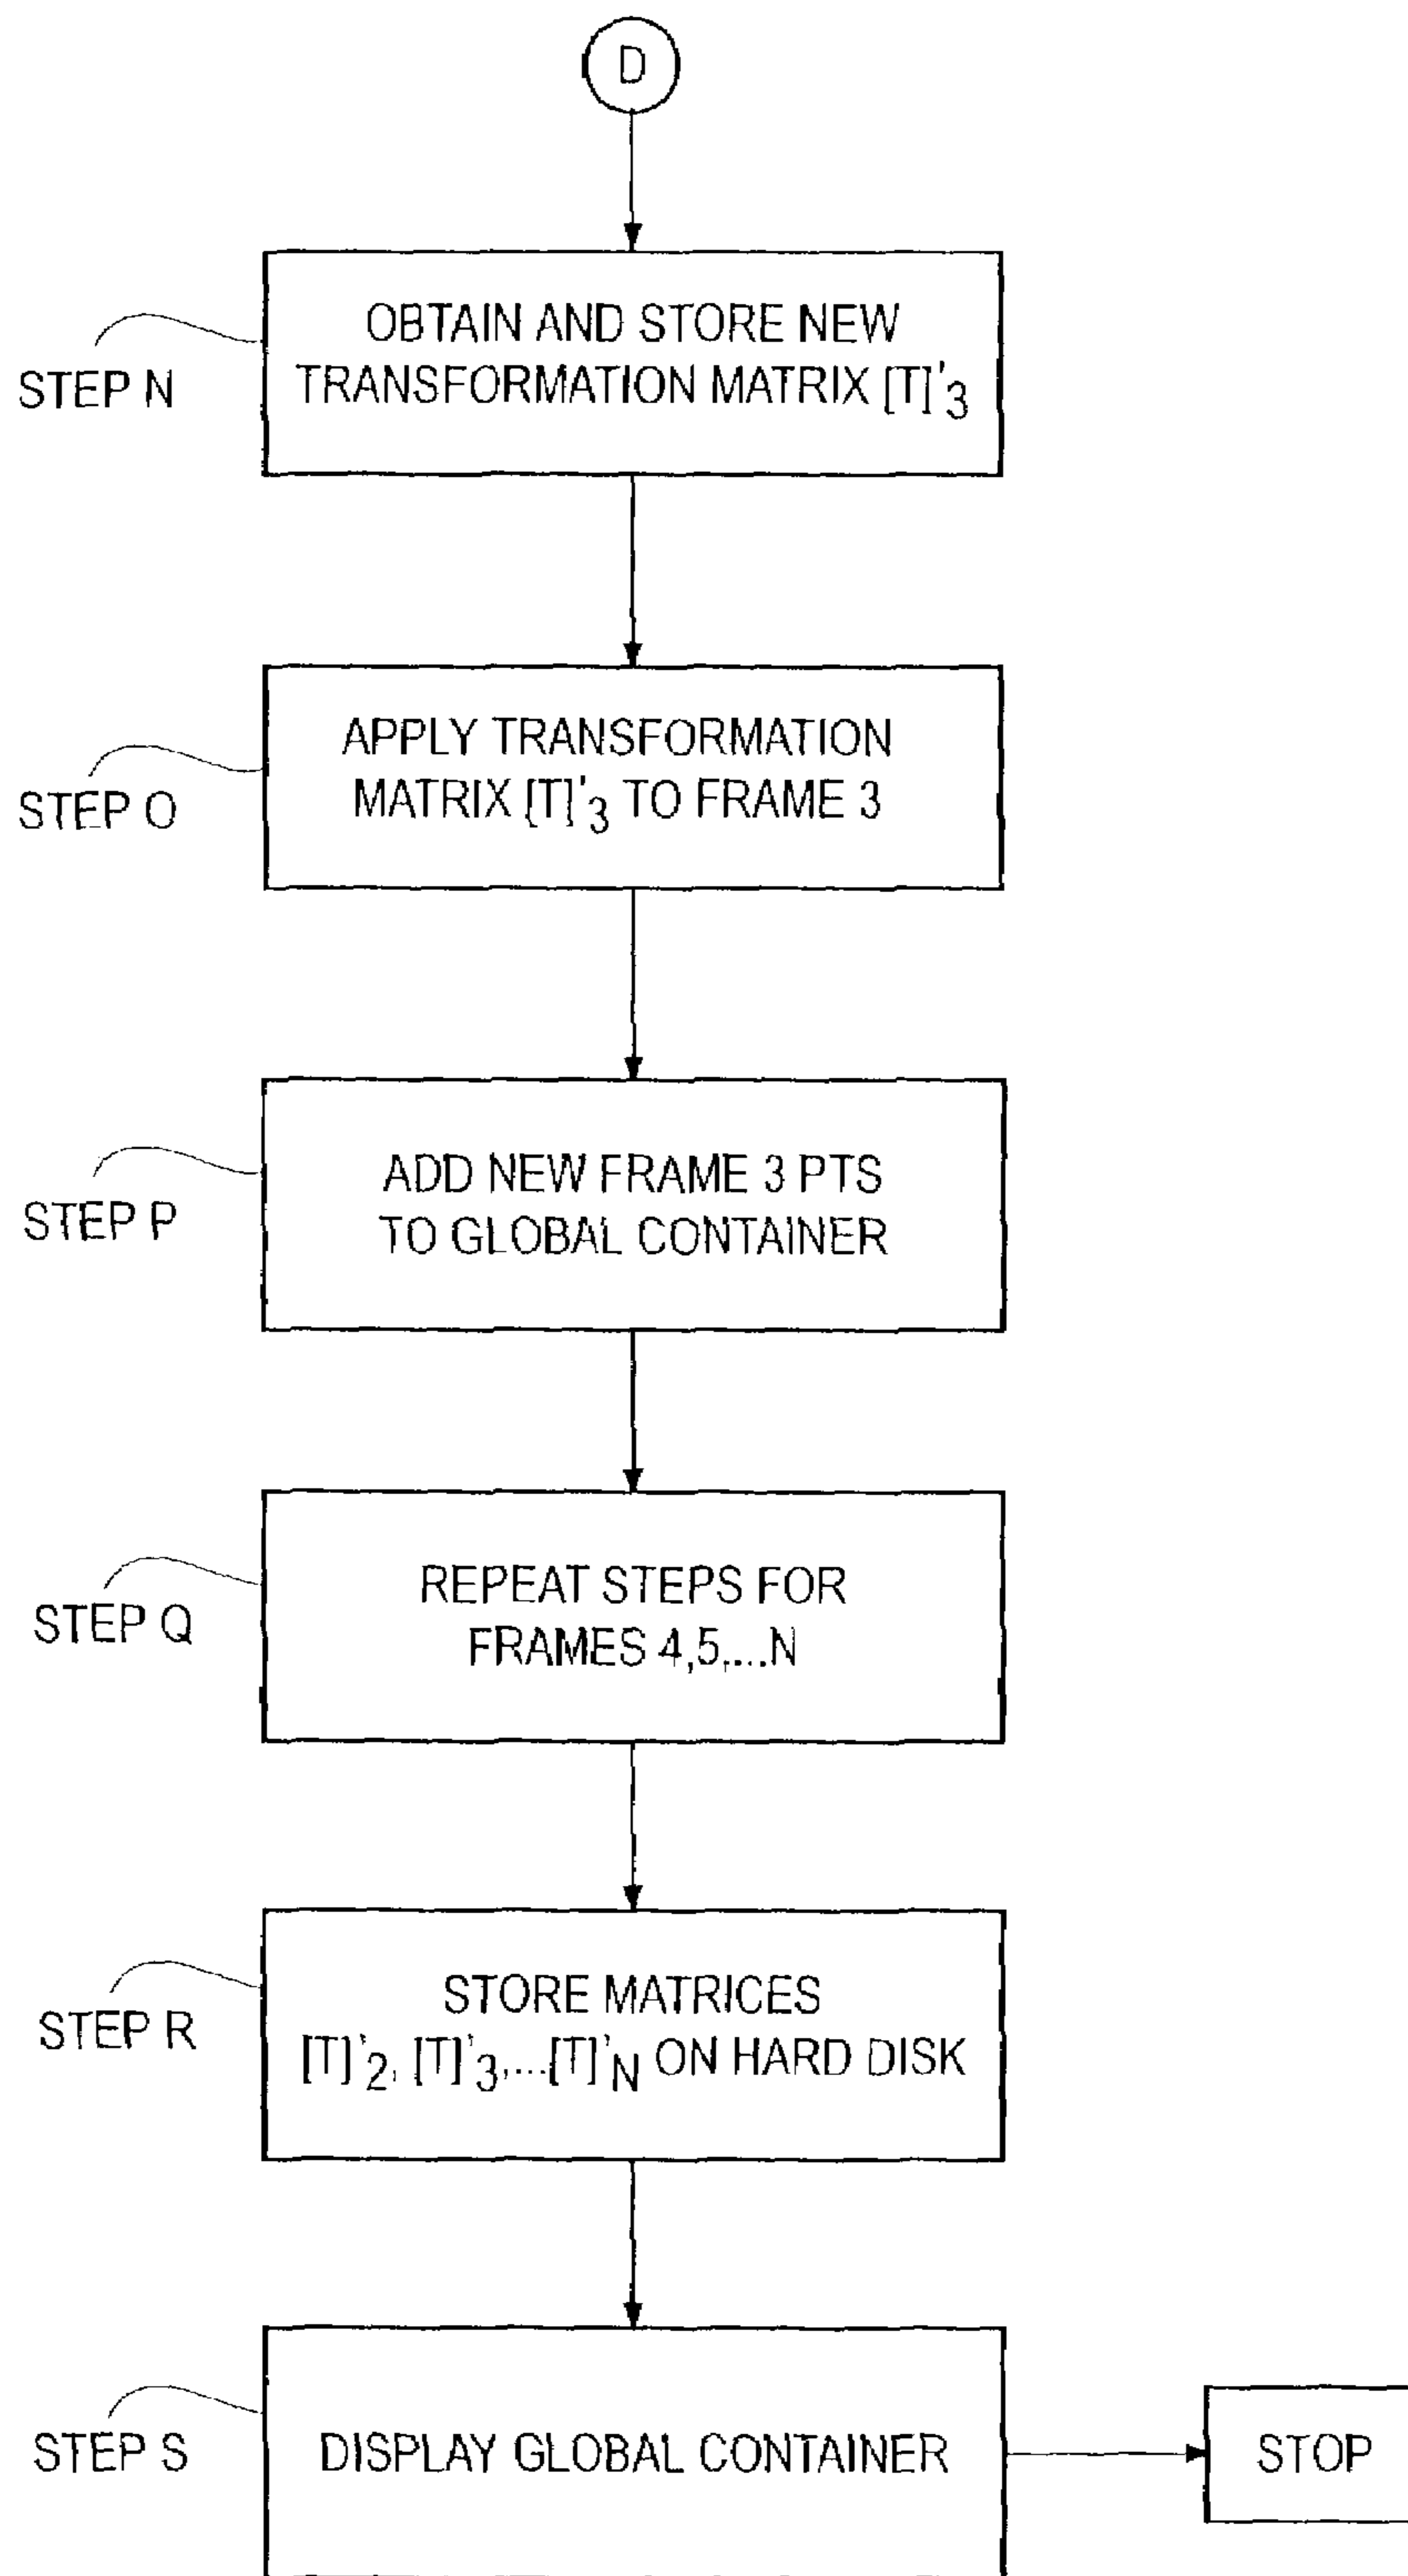 D
OBTAIN AND STORE NEW
TRANSFORMATION MATRIX [T]'3
STEP N
APPLY TRANSFORMATION
MATRIX [T]'3 TO FRAME 3
STEP O
ADD NEW FRAME 3 PTS
TO GLOBAL CONTAINER
STEP P
REPEAT STEPS FOR
FRAMES 4,5,...N
STEP Q
STORE MATRICES
[T]'2, [T]'3,...[T]'N ON HARD DISK
STEP R
DISPLAY GLOBAL CONTAINER
STEP S
STOP